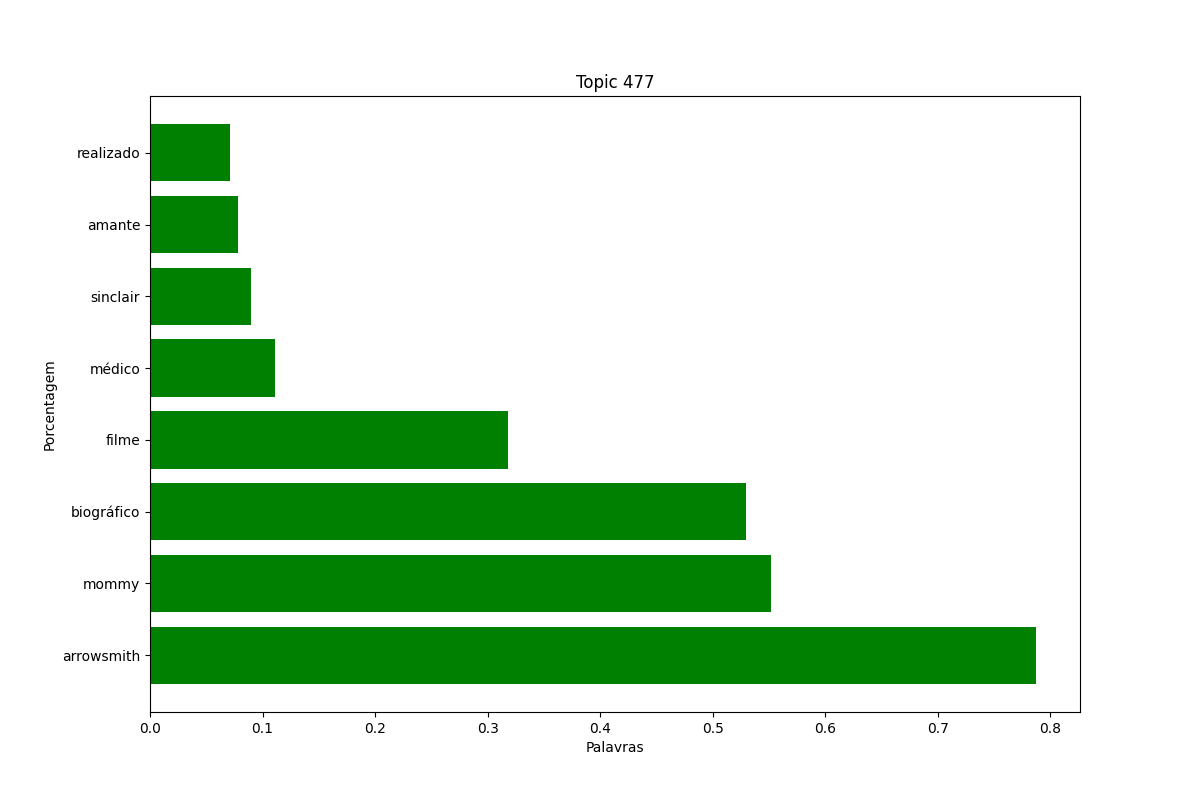 Topic 477
realizado
amante
sinclair
médico
filme
biográfico
mommy
arrowsmith
Porcentagem
0.0 0.1 0.2 0.3 0.4 0.5 0.6 0.7 0.8
Palavras